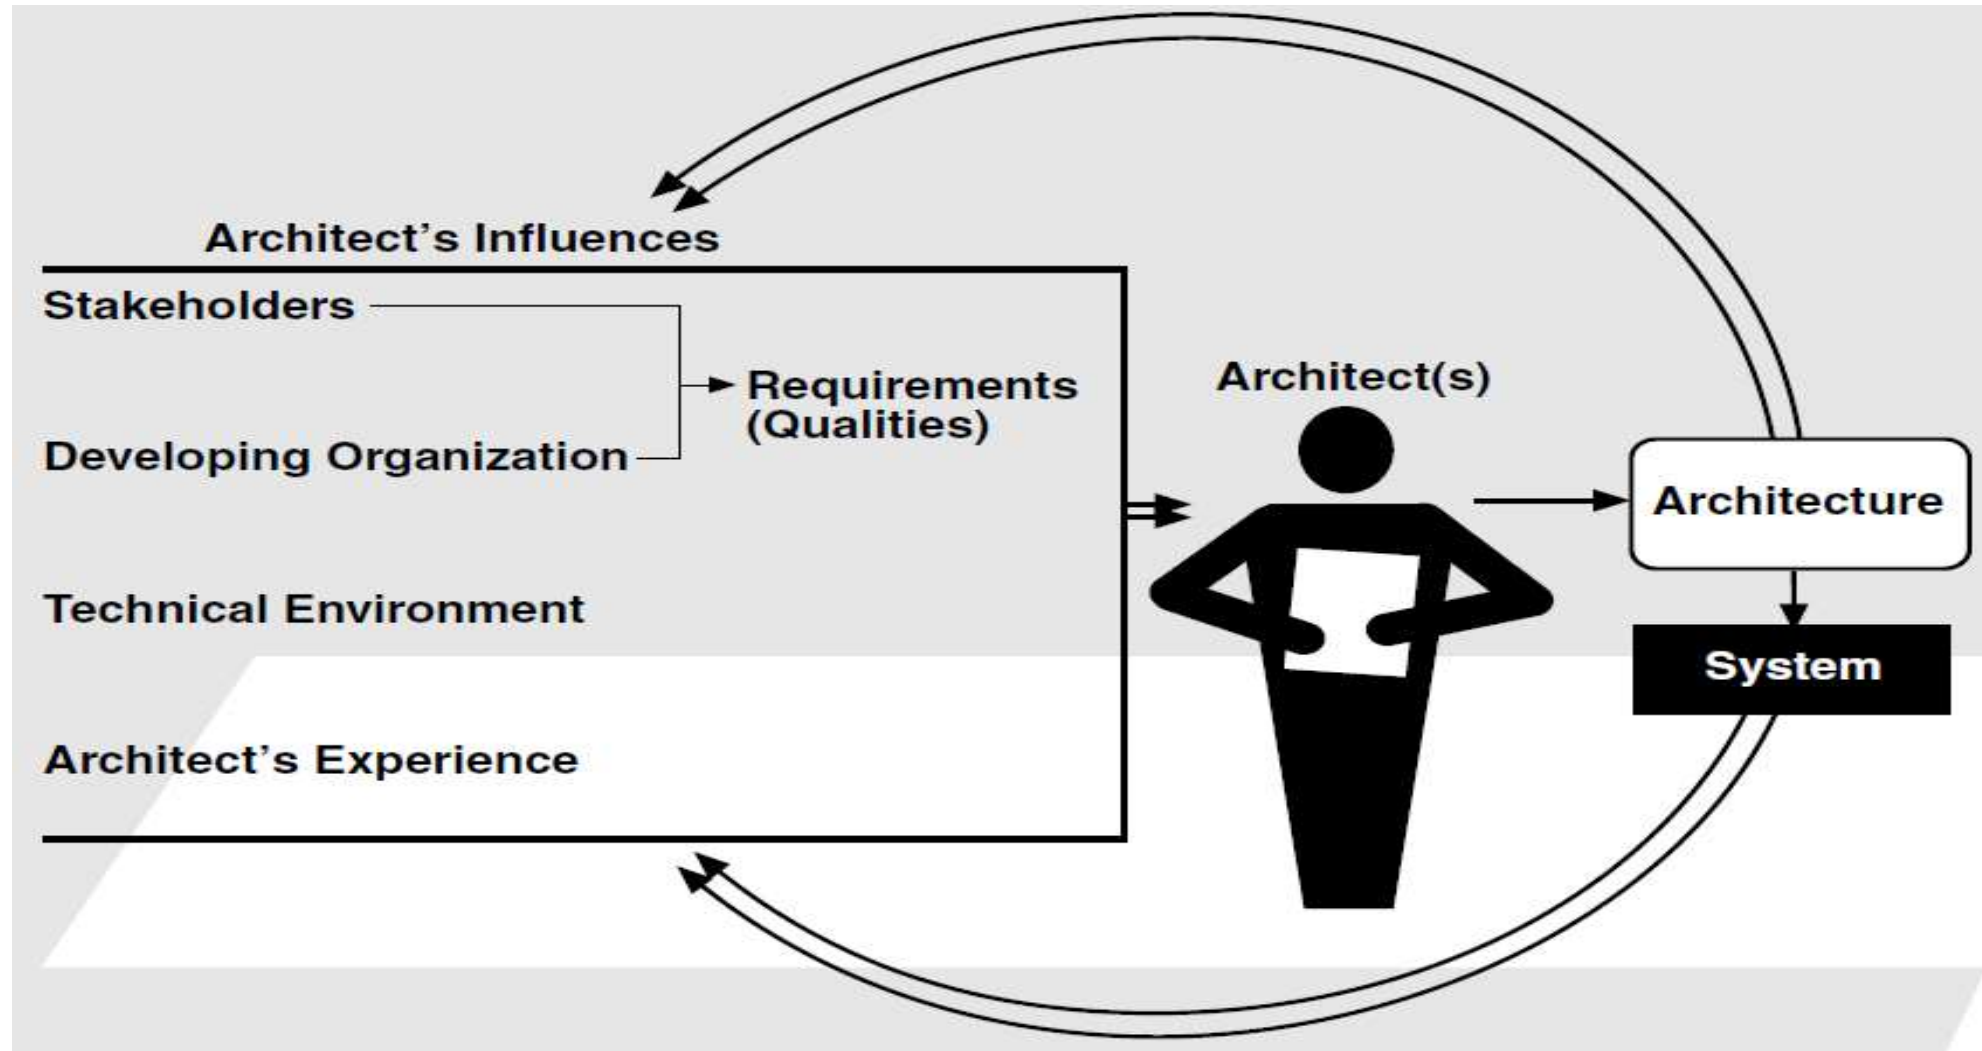 Architect’s Influences
Stakeholders
Requirements
(Qualities)
Developing Organization
Technical Environment
Architect’s Experience
Architect(s)
Architecture
System